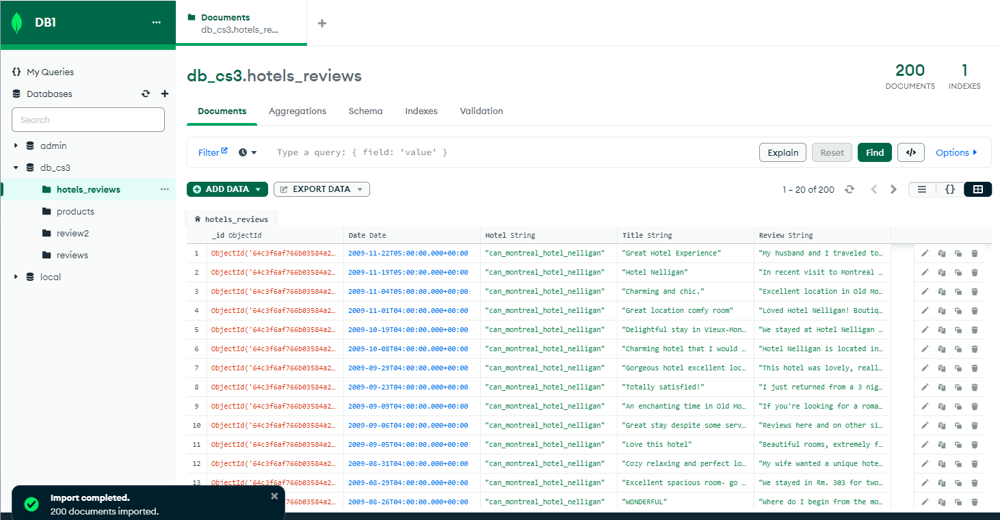 DB1 ...
Documents
db_cs3.hotels_re...
My Queries
Databases
Search
admin
db_cs3
hotels_reviews ...
products
review2
reviews
local
db_cs3.hotels_reviews
200
DOCUMENTS
1
INDEXES
Documents Aggregations Schema Indexes Validation
Filter Type a query: { field: 'value' } Explain Reset Find </> Options
ADD DATA EXPORT DATA 1 – 20 of 200 {}
hotels_reviews
_id ObjectId Date Date Hotel String Title String Review String
1 ObjectId('64c3f6af766b03584a2... 2009-11-22T05:00:00.000+00:00 "can_montreal_hotel_nelligan" "Great Hotel Experience" "My husband and I traveled to...
2 ObjectId('64c3f6af766b03584a2... 2009-11-19T05:00:00.000+00:00 "can_montreal_hotel_nelligan" "Hotel Nelligan" "In recent visit to Montreal ...
3 ObjectId('64c3f6af766b03584a2... 2009-11-04T05:00:00.000+00:00 "can_montreal_hotel_nelligan" "Charming and chic." "Excellent location in Old Mo...
4 ObjectId('64c3f6af766b03584a2... 2009-11-01T04:00:00.000+00:00 "can_montreal_hotel_nelligan" "Great location comfy room" "Loved Hotel Nelligan! Boutiq...
5 ObjectId('64c3f6af766b03584a2... 2009-10-19T04:00:00.000+00:00 "can_montreal_hotel_nelligan" "Delightful stay in Vieux-Mon... "We stayed at Hotel Nelligan ...
6 ObjectId('64c3f6af766b03584a2... 2009-10-08T04:00:00.000+00:00 "can_montreal_hotel_nelligan" "Charming hotel that I would ... "Hotel Nelligan is located in...
7 ObjectId('64c3f6af766b03584a2... 2009-09-29T04:00:00.000+00:00 "can_montreal_hotel_nelligan" "Gorgeous hotel excellent loc... "This hotel was lovely, reall...
8 ObjectId('64c3f6af766b03584a2... 2009-09-23T04:00:00.000+00:00 "can_montreal_hotel_nelligan" "Totally satisfied!" "I just returned from a 3 nig...
9 ObjectId('64c3f6af766b03584a2... 2009-09-09T04:00:00.000+00:00 "can_montreal_hotel_nelligan" "An enchanting time in Old Mo... "If you're looking for a roma...
10 ObjectId('64c3f6af766b03584a2... 2009-09-06T04:00:00.000+00:00 "can_montreal_hotel_nelligan" "Great stay despite some serv... "Reviews here and on other si...
11 ObjectId('64c3f6af766b03584a2... 2009-09-05T04:00:00.000+00:00 "can_montreal_hotel_nelligan" "Love this hotel" "Beautiful rooms, extremely f...
12 ObjectId('64c3f6af766b03584a2... 2009-08-31T04:00:00.000+00:00 "can_montreal_hotel_nelligan" "Cozy relaxing and perfect lo... "My wife wanted a unique hote...
13 ObjectId('64c3f6af766b03584a2... 2009-08-29T04:00:00.000+00:00 "can_montreal_hotel_nelligan" "Excellent spacious room- go ... "We stayed in Rm. 303 for two...
766b03584a2... 2009-08-26T04:00:00.000+00:00 "can_montreal_hotel_nelligan" "WONDERFUL" "Where do I begin from the mo...
Import completed.
200 documents imported.